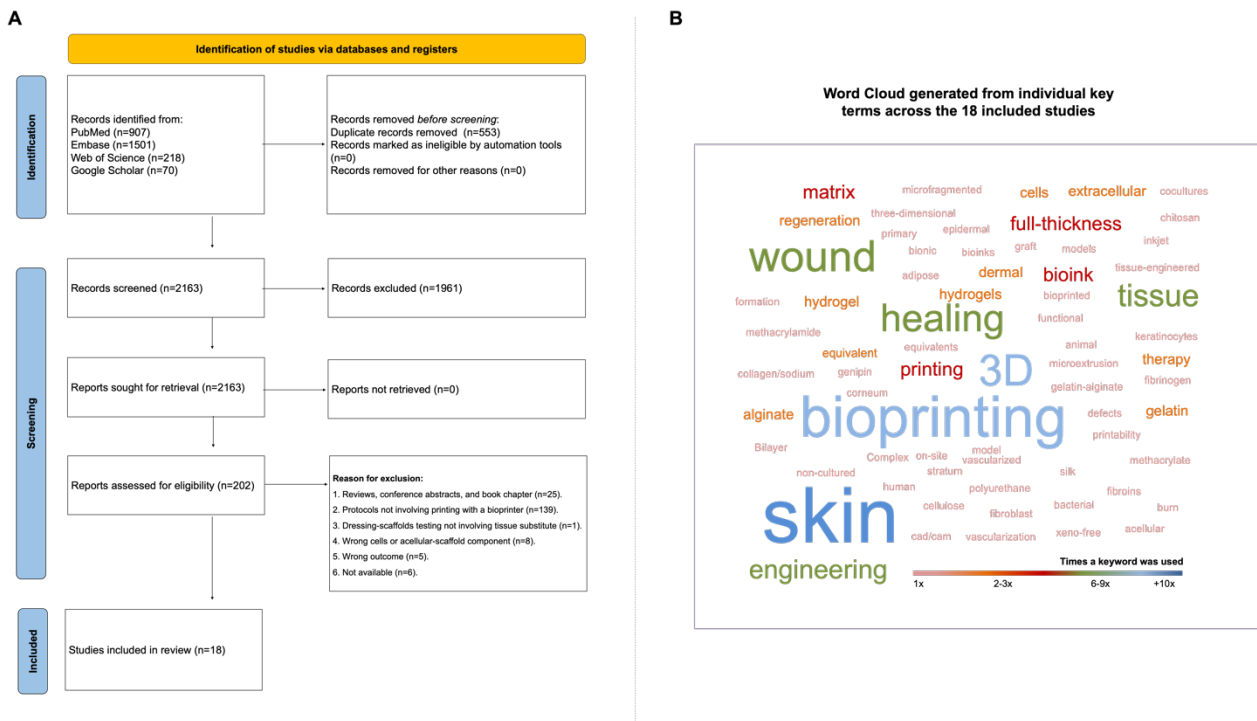 A
Identification of studies via databases and registers
Identification
Records identified from:
PubMed (n=907)
Embase (n=1501)
Web of Science (n=218)
Google Scholar (n=70)
Records removed before screening:
Duplicate records removed (n=553)
Records marked as ineligible by automation tools
(n=0)
Records removed for other reasons (n=0)
Screening
Records screened (n=2163)
Records excluded (n=1961)
Reports sought for retrieval (n=2163)
Reports not retrieved (n=0)
Reports assessed for eligibility (n=202)
Reason for exclusion:
1. Reviews, conference abstracts, and book chapter (n=25).
2. Protocols not involving printing with a bioprinter (n=139).
3. Dressing-scaffolds testing not involving tissue substitute (n=1).
4. Wrong cells or acellular-scaffold component (n=8).
5. Wrong outcome (n=5).
6. Not available (n=6).
Included
Studies included in review (n=18)
B
Word Cloud generated from individual key
terms across the 18 included studies
matrix microfragmented cells extracellular cocultures
regeneration three-dimensional full-thickness chitosan
primary epidermal inkjet
wound bionic bioinks graft models
adipose dermal bioink tissue-engineered
formation hydrogel hydrogels bioprinted tissue
healing functional
methacrylamide equivalents animal keratinocytes
equivalent 3D microextrusion therapy
collagen/sodium genipin printing gelatin-alginate fibrinogen
corneum
alginate bioprinting defects gelatin
printability
Bilayer Complex on-site model
vascularized methacrylate
non-cultured stratum silk
skin human polyurethane fibroins
cellulose fibroblast bacterial burn
cad/cam vascularization xeno-free acellular
engineering
Times a keyword was used
1x 2-3x 6-9x +10x